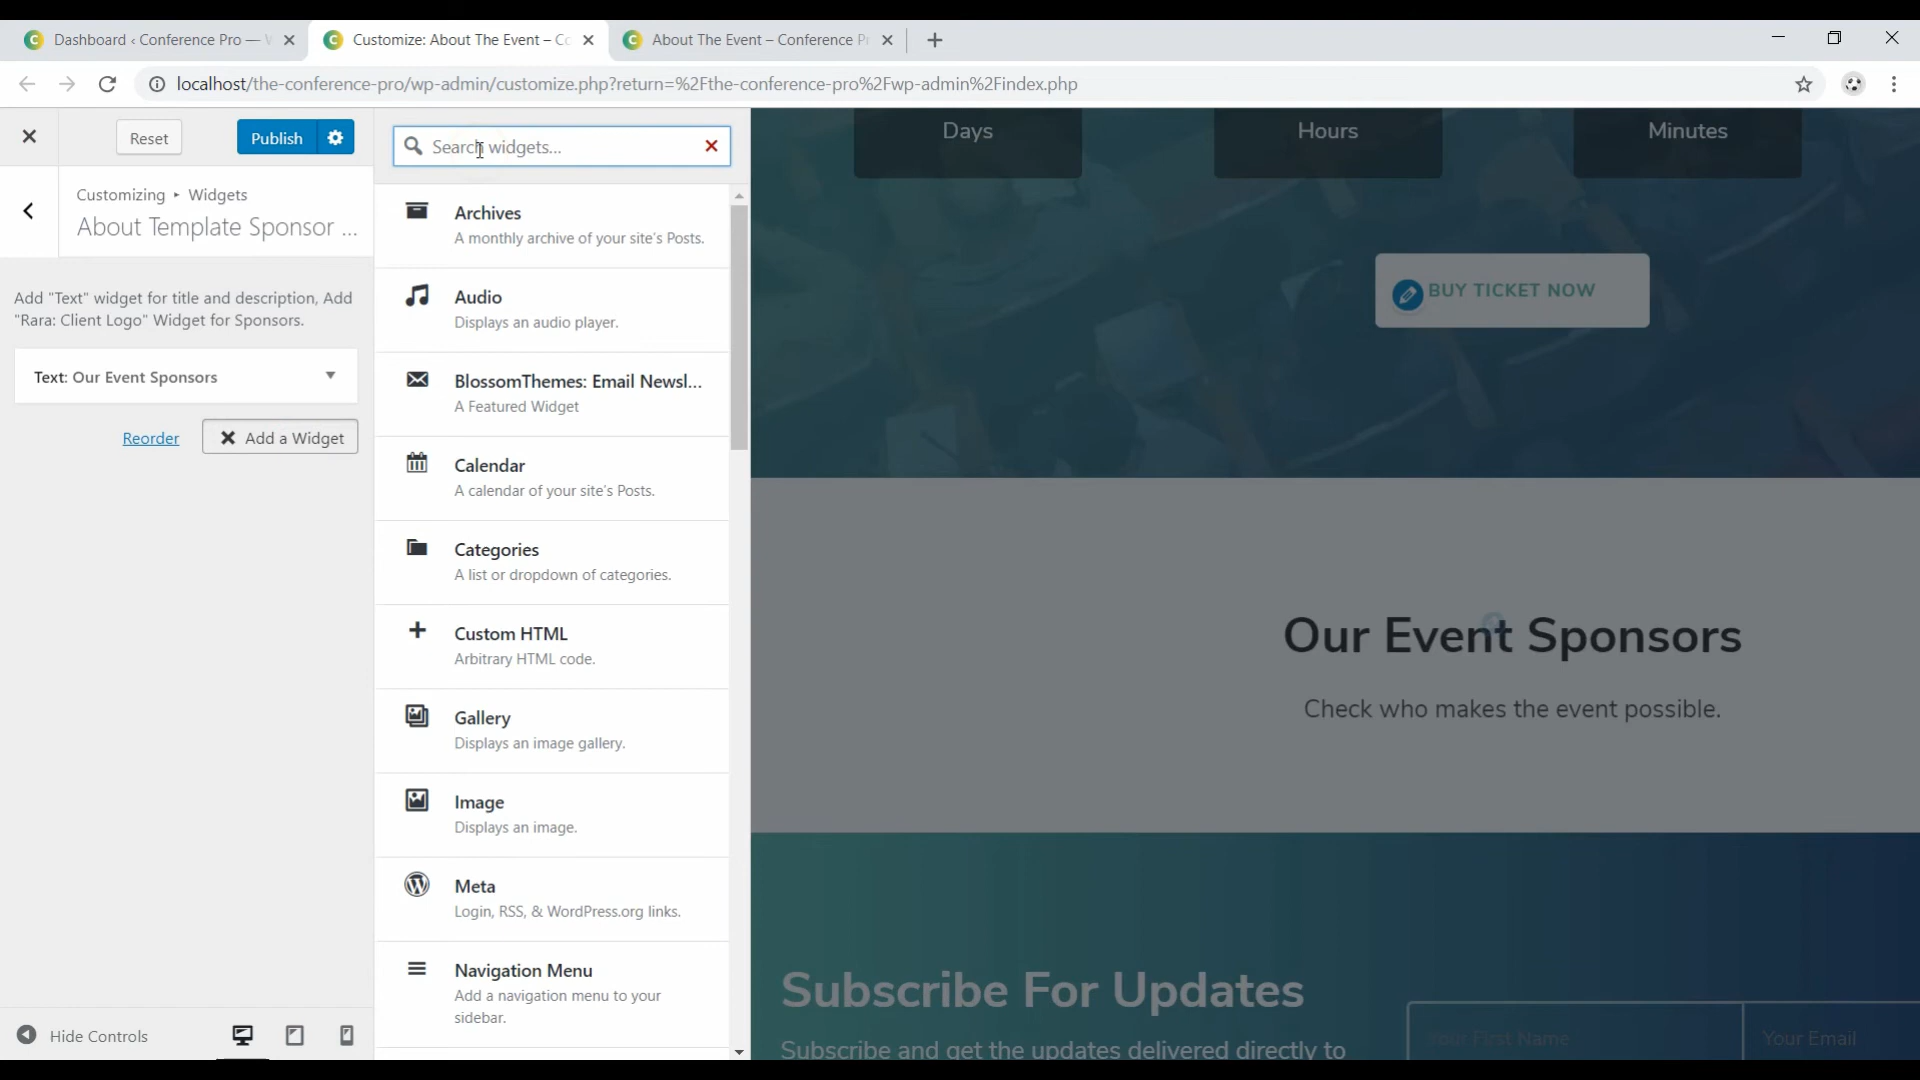 Dashboard ‹ Conference Pro — W
Customize: About The Event – Co
About The Event – Conference Pr
localhost/the-conference-pro/wp-admin/customize.php?return=%2Fthe-conference-pro%2Fwp-admin%2Findex.php
Reset
Publish
Customizing ▸ Widgets
About Template Sponsor ...
Add "Text" widget for title and description, Add
"Rara: Client Logo" Widget for Sponsors.
Text: Our Event Sponsors
Reorder
Add a Widget
Hide Controls
Search widgets...
Archives
A monthly archive of your site's Posts.
Audio
Displays an audio player.
BlossomThemes: Email Newsl...
A Featured Widget
Calendar
A calendar of your site's Posts.
Categories
A list or dropdown of categories.
Custom HTML
Arbitrary HTML code.
Gallery
Displays an image gallery.
Image
Displays an image.
Meta
Login, RSS, & WordPress.org links.
Navigation Menu
Add a navigation menu to your
sidebar.
Days
Hours
Minutes
BUY TICKET NOW
Our Event Sponsors
Check who makes the event possible.
Subscribe For Updates
Subscribe and get the updates delivered directly to
Your First Name
Your Email